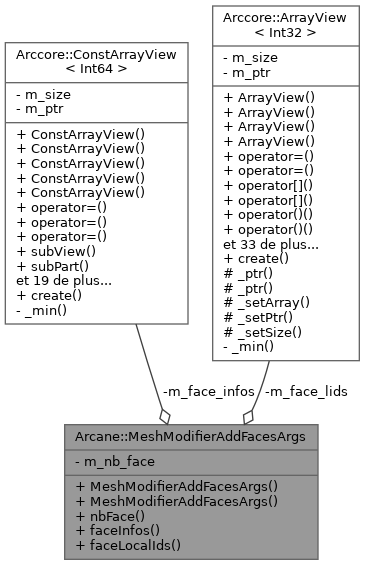 Arccore::ConstArrayView
< Int64 >
- m_size
- m_ptr
+ ConstArrayView()
+ ConstArrayView()
+ ConstArrayView()
+ ConstArrayView()
+ ConstArrayView()
+ operator=()
+ operator=()
+ operator=()
+ subView()
+ subPart()
et 19 de plus...
+ create()
- _min()
Arccore::ArrayView
< Int32 >
- m_size
- m_ptr
+ ArrayView()
+ ArrayView()
+ ArrayView()
+ ArrayView()
+ operator=()
+ operator=()
+ operator[]()
+ operator[]()
+ operator()()
+ operator()()
et 33 de plus...
+ create()
# _ptr()
# _ptr()
# _setArray()
# _setPtr()
# _setSize()
- _min()
-m_face_infos
-m_face_lids
Arcane::MeshModifierAddFacesArgs
- m_nb_face
+ MeshModifierAddFacesArgs()
+ MeshModifierAddFacesArgs()
+ nbFace()
+ faceInfos()
+ faceLocalIds()